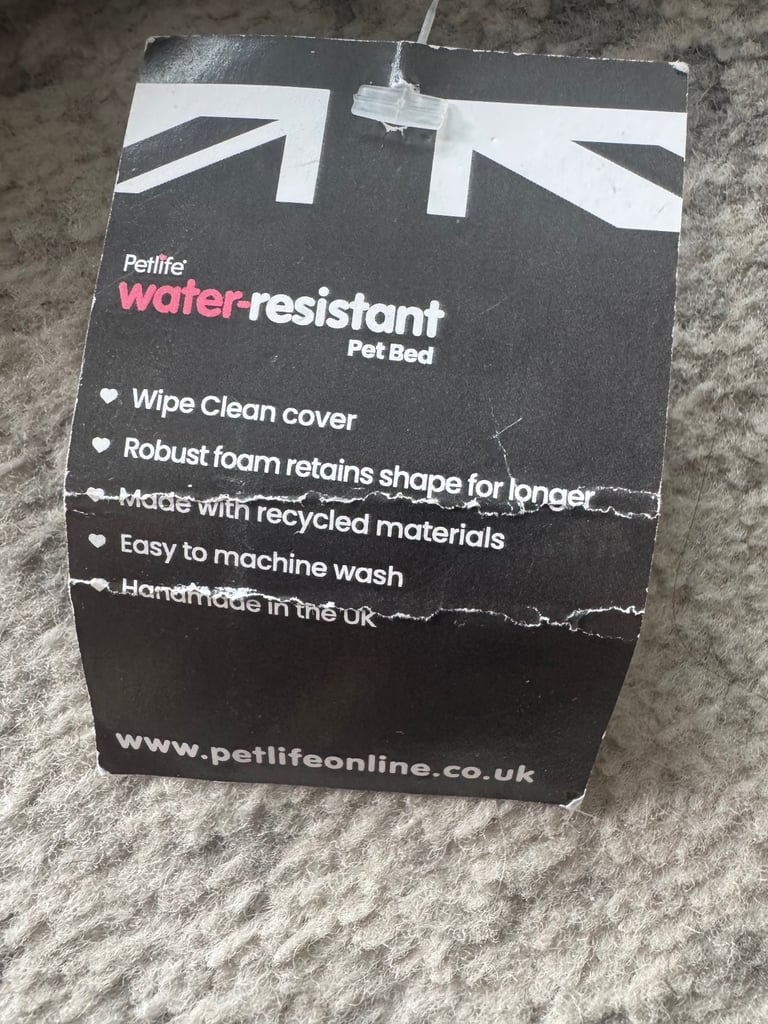 Petlife
water-resistant
Pet Bed
Wipe Clean cover
Robust foam retains shape for longer
Made with recycled materials
Easy to machine wash
Handmade in the UK
www.petlifeonline.co.uk